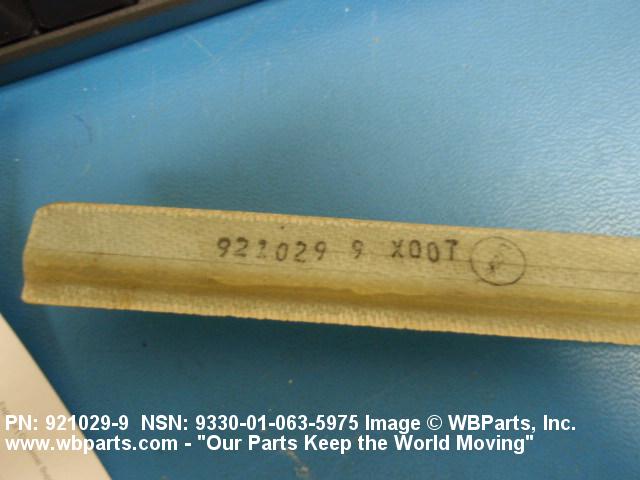 921029 9 X00T
PN: 921029-9 NSN: 9330-01-063-5975 Image © WBParts, Inc.
www.wbparts.com - "Our Parts Keep the World Moving"